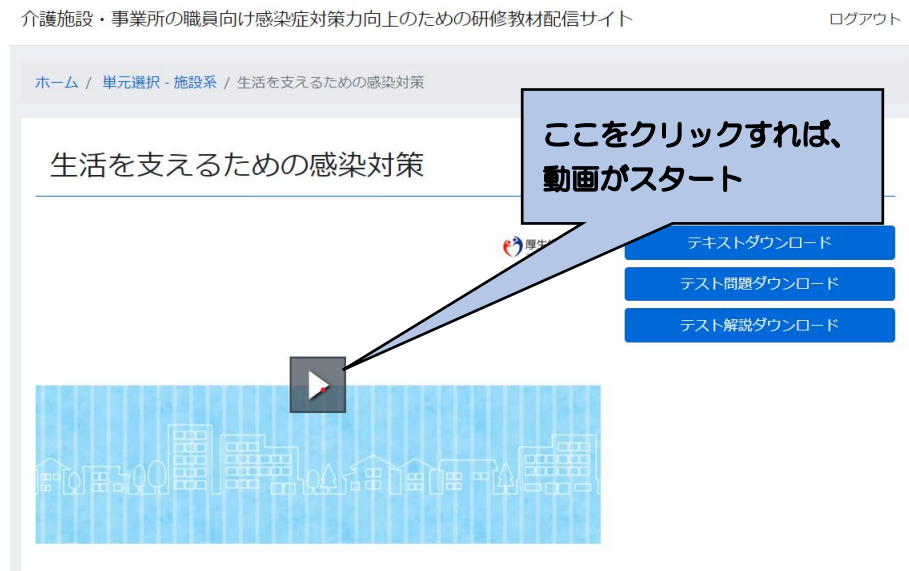 介護施設・事業所の職員向け感染症対策力向上のための研修教材配信サイト
ログアウト
ホーム / 単元選択 - 施設系 / 生活を支えるための感染対策
ここをクリックすれば、
動画がスタート
生活を支えるための感染対策
厚生
テキストダウンロード
テスト問題ダウンロード
テスト解説ダウンロード